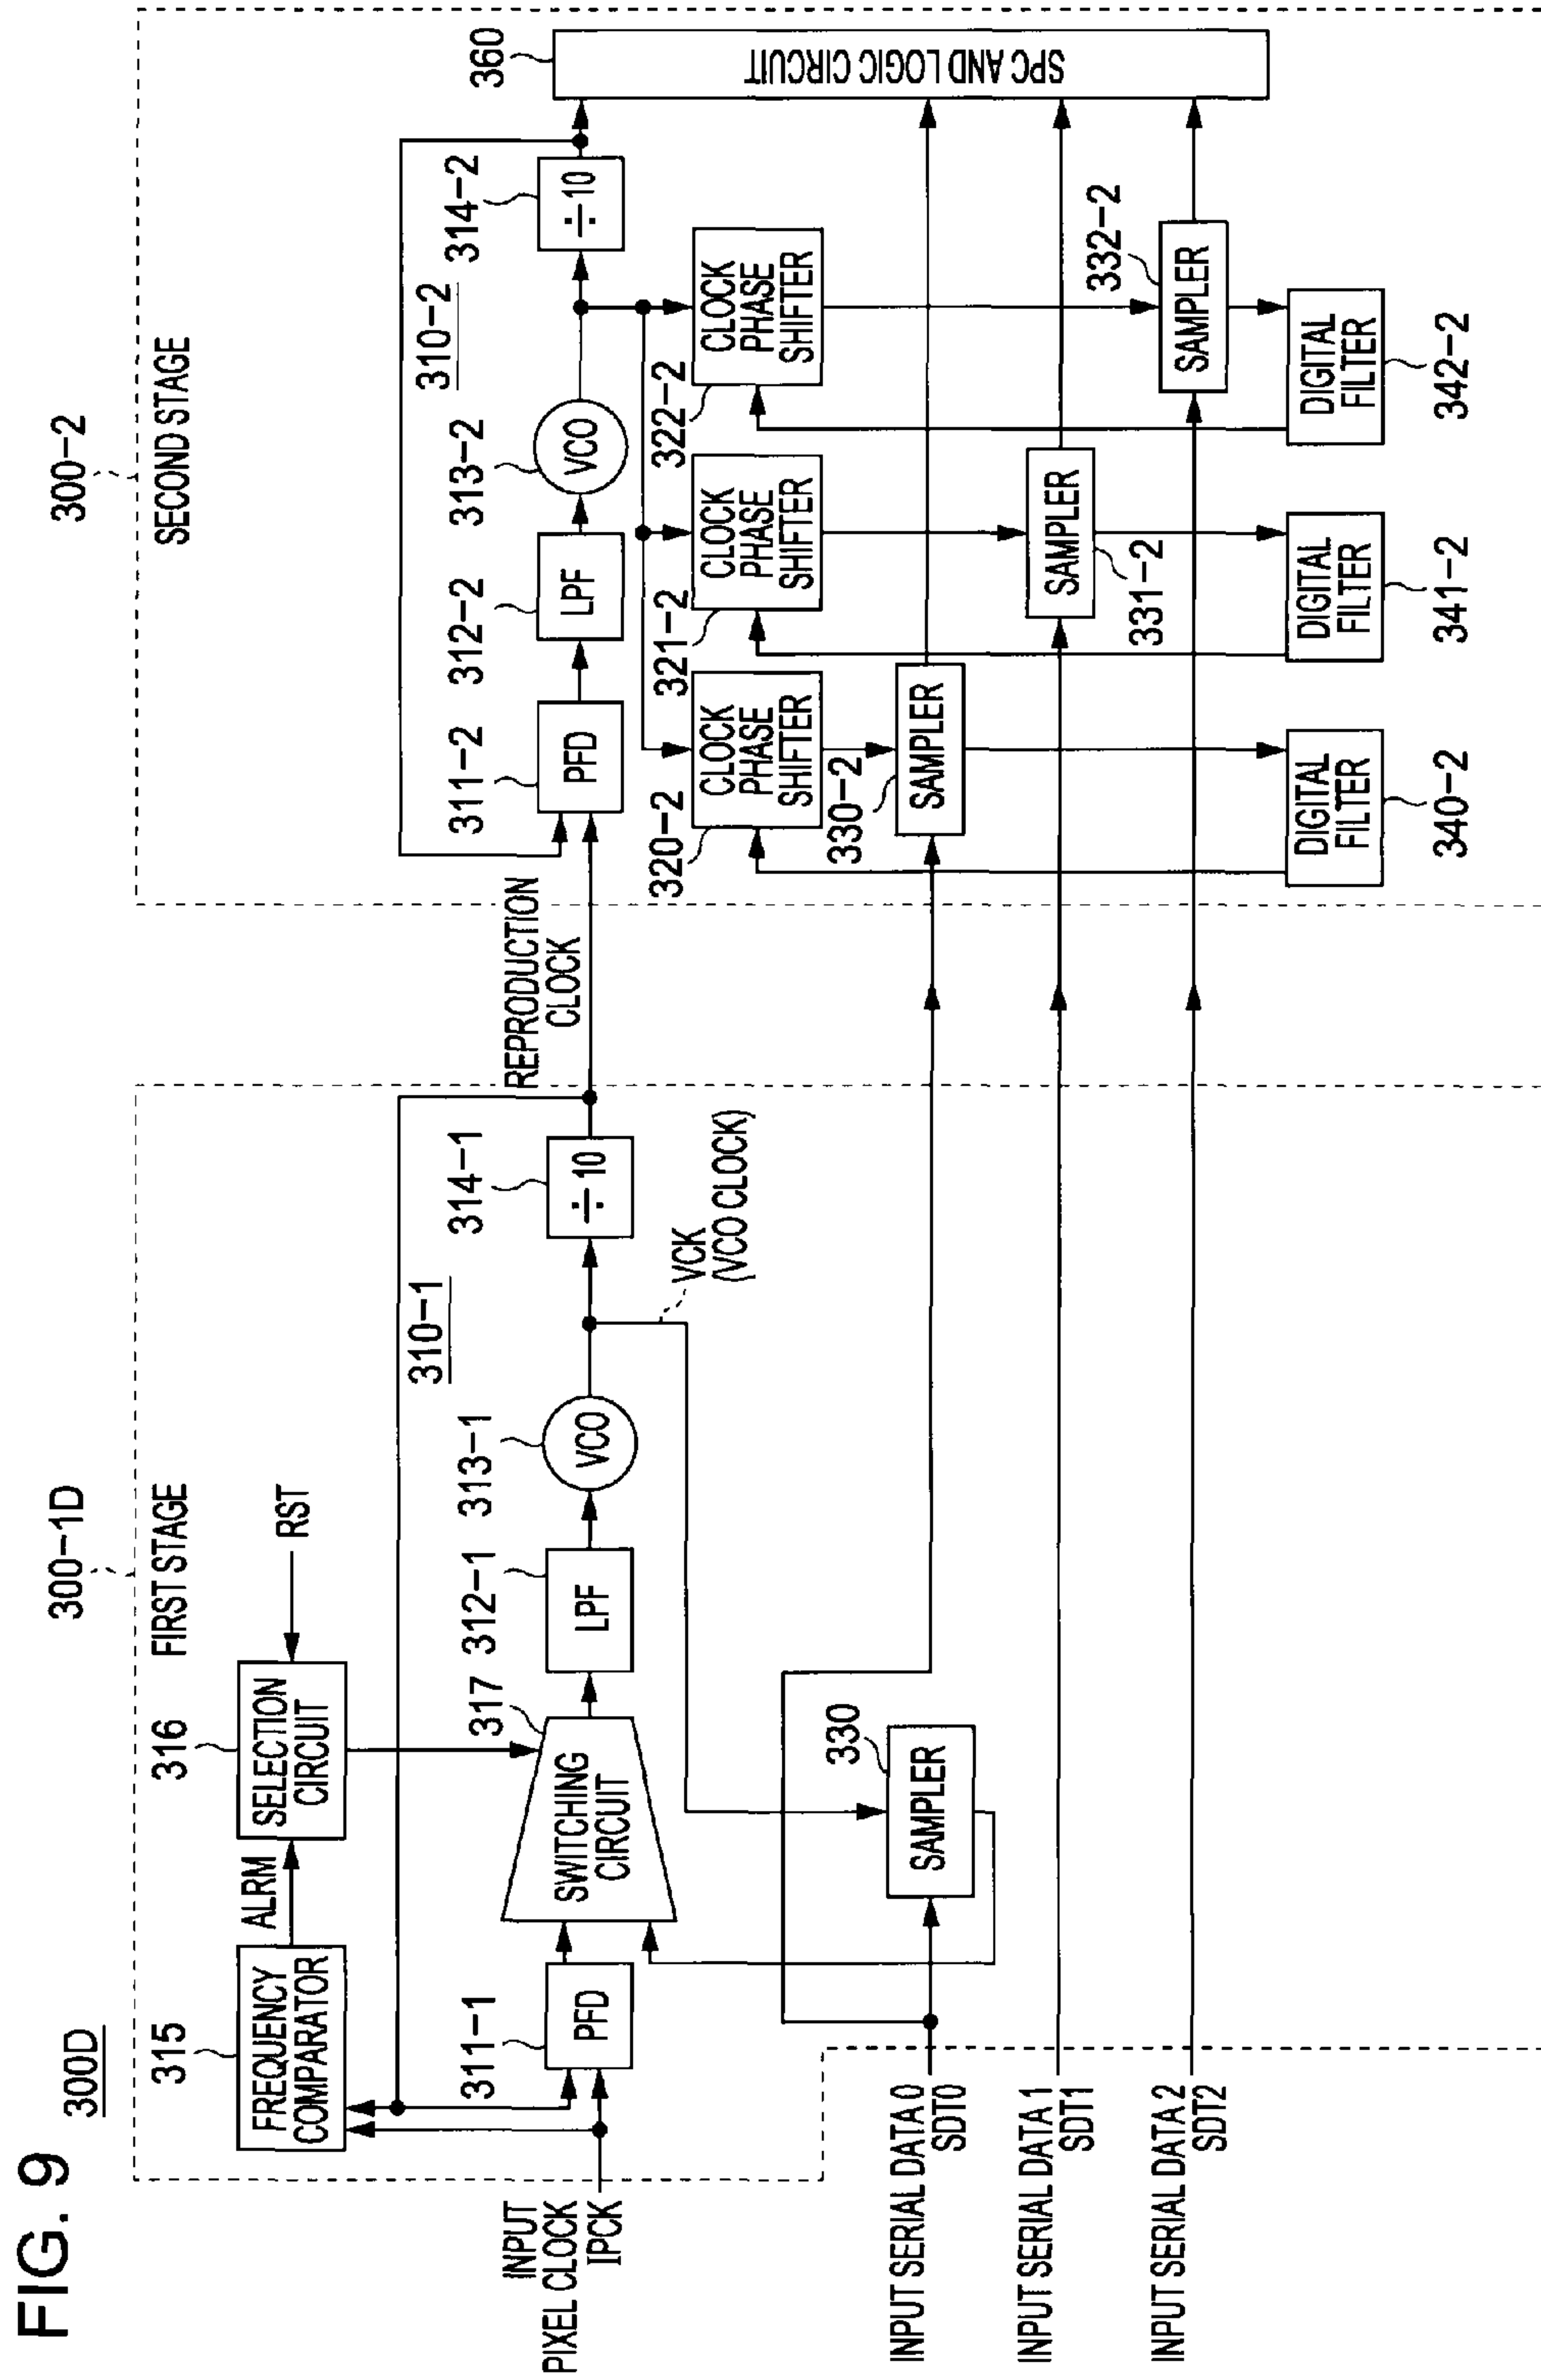 FIG. 9
300D
300-1D
300-2
FIRST STAGE
SECOND STAGE
315
FREQUENCY
COMPARATOR
ALRM
316
SELECTION
CIRCUIT
RST
310-1
310-2
INPUT
PIXEL CLOCK
IPCK
311-1
PFD
317
SWITCHING
CIRCUIT
312-1
LPF
313-1
VCO
314-1
÷10
VCK
(VCO CLOCK)
REPRODUCTION
CLOCK
311-2
PFD
312-2
LPF
313-2
VCO
314-2
÷10
360
SPC AND LOGIC CIRCUIT
320-2
CLOCK
PHASE
SHIFTER
321-2
CLOCK
PHASE
SHIFTER
322-2
CLOCK
PHASE
SHIFTER
330
SAMPLER
330-2
SAMPLER
331-2
SAMPLER
332-2
SAMPLER
INPUT SERIAL DATA 0
SDT0
INPUT SERIAL DATA 1
SDT1
INPUT SERIAL DATA 2
SDT2
DIGITAL
FILTER
340-2
DIGITAL
FILTER
341-2
DIGITAL
FILTER
342-2